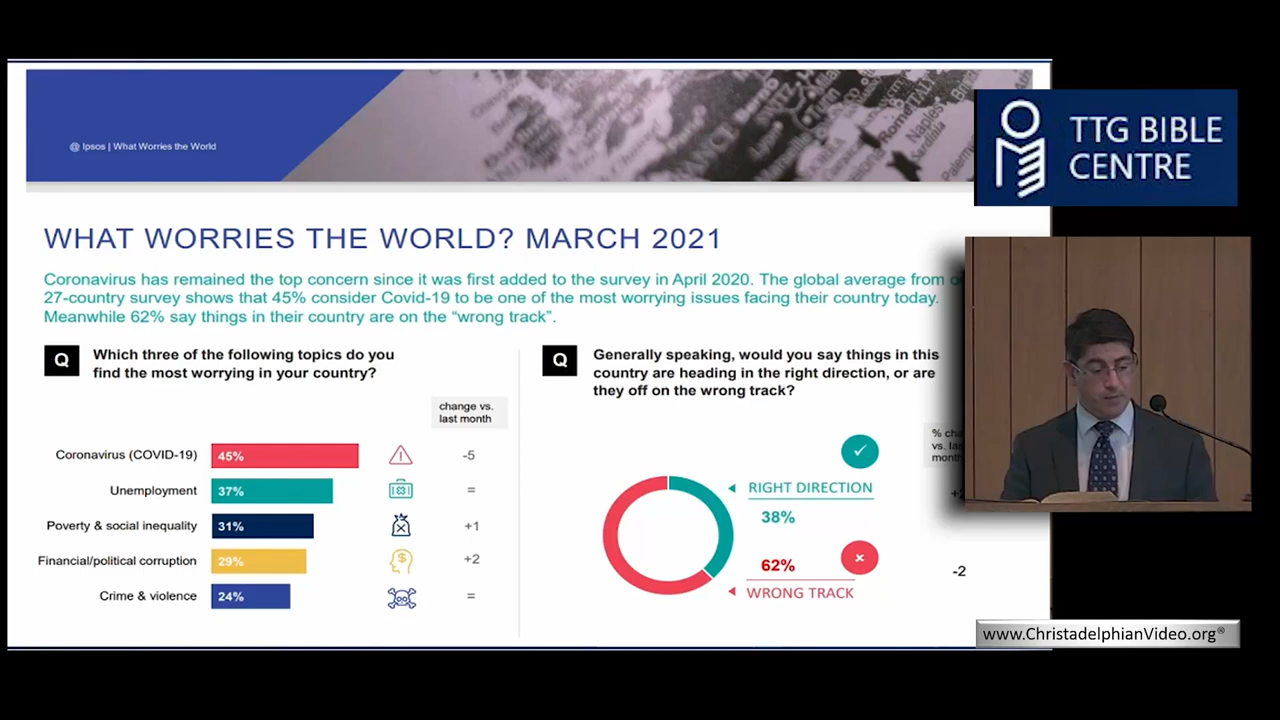 @ Ipsos | What Worries the World
TTG BIBLE
CENTRE
WHAT WORRIES THE WORLD? MARCH 2021
Coronavirus has remained the top concern since it was first added to the survey in April 2020. The global average from
27-country survey shows that 45% consider Covid-19 to be one of the most worrying issues facing their country today.
Meanwhile 62% say things in their country are on the “wrong track”.
Q
Which three of the following topics do you
find the most worrying in your country?
change vs.
last month
Coronavirus (COVID-19) 45% -5
Unemployment 37% =
Poverty & social inequality 31% +1
Financial/political corruption 29% +2
Crime & violence 24% =
Q
Generally speaking, would you say things in this
country are heading in the right direction, or are
they off on the wrong track?
%
vs.
month
RIGHT DIRECTION
38%
62%
-2
WRONG TRACK
www.ChristadelphianVideo.org®